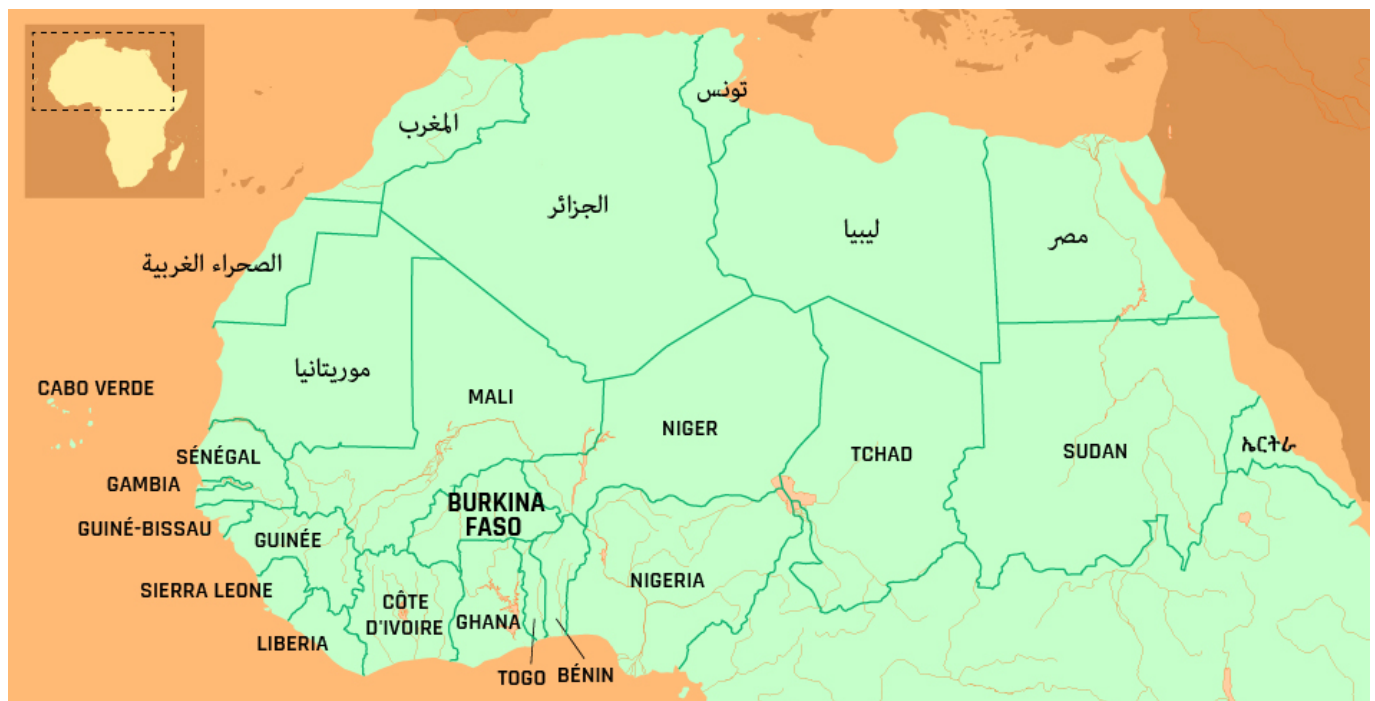 تونس
المغرب
الجزائر
ليبيا
مصر
الصحراء الغربية
موريتانيا
CABO VERDE
MALI
NIGER
TCHAD
SUDAN
ኤርትራ
SÉNÉGAL
GAMBIA
BURKINA
FASO
GUINÉ-BISSAU
GUINÉE
SIERRA LEONE
NIGERIA
CÔTE
D'IVOIRE
GHANA
LIBERIA
TOGO
BÉNIN